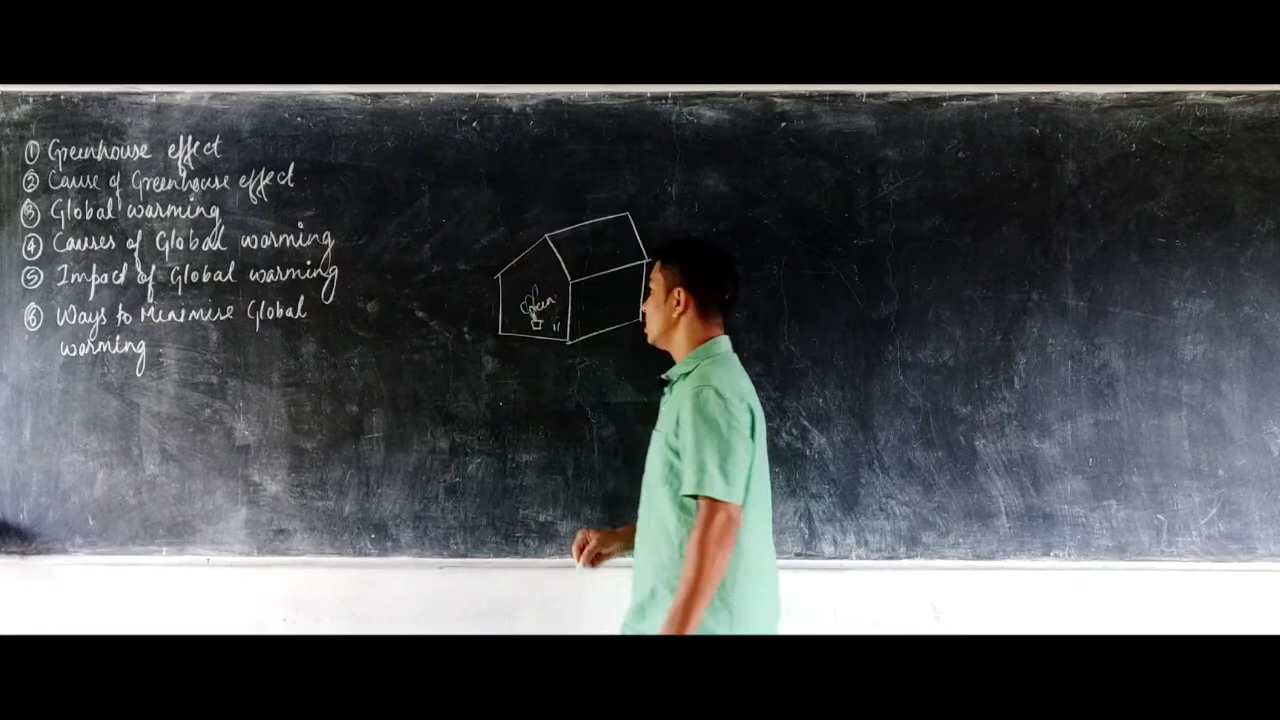 ① Greenhouse effect
② Cause of Greenhouse effect
③ Global warming
④ Causes of Global warming
⑤ Impact of Global warming
⑥ Ways to Minimise Global
warming